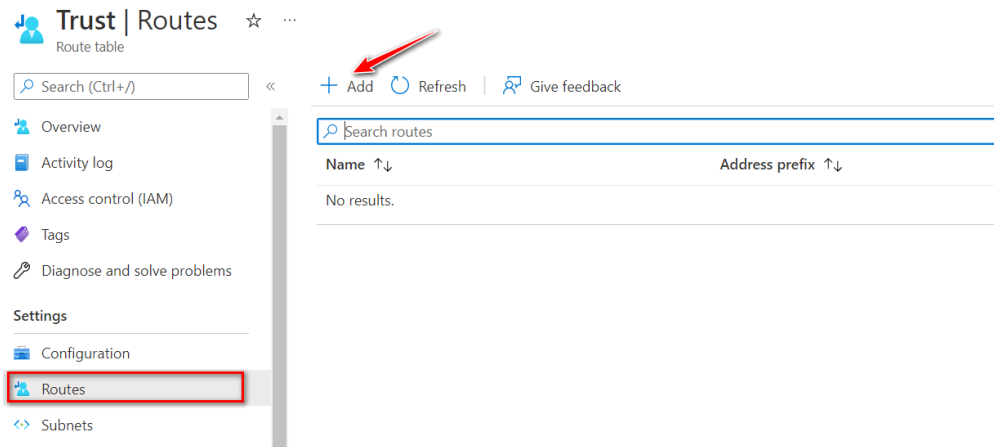 Trust | Routes
Route table
Search (Ctrl+/)
Overview
Activity log
Access control (IAM)
Tags
Diagnose and solve problems
Settings
Configuration
Routes
Subnets
Add Refresh Give feedback
Search routes
Name Address prefix
No results.